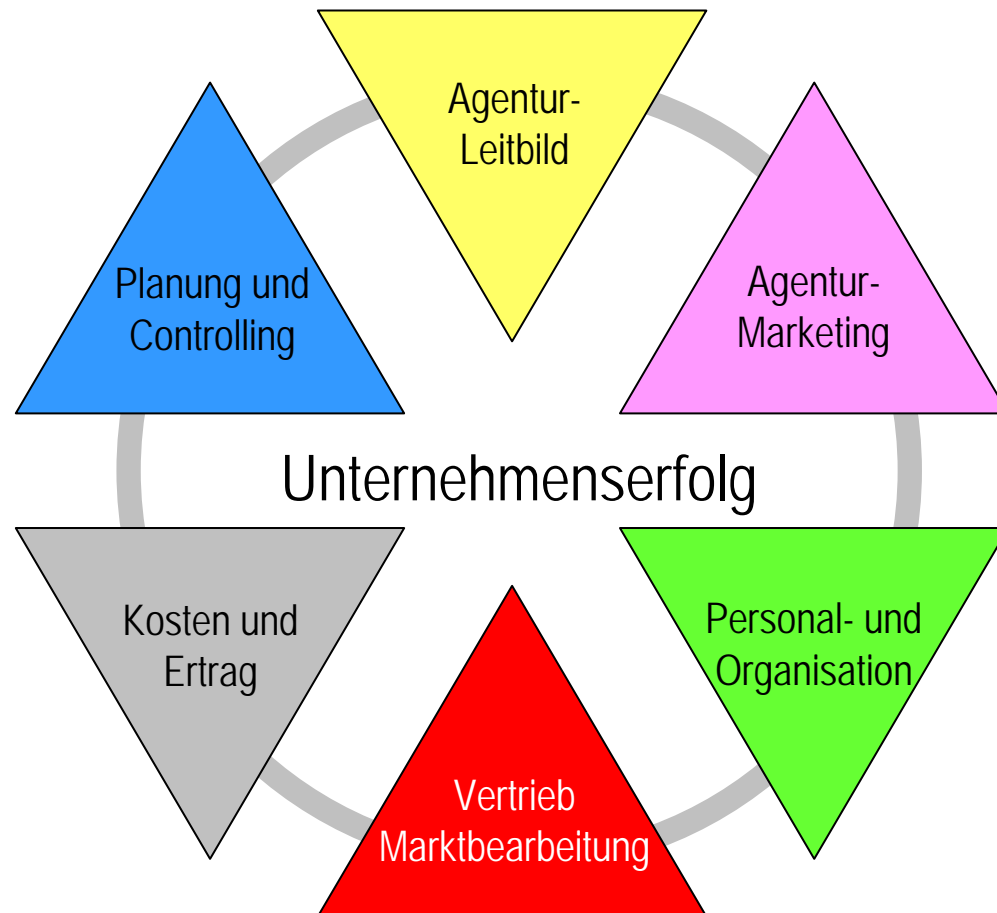 Agentur-
Leitbild
Planung und
Controlling
Agentur-
Marketing
Unternehmenserfolg
Kosten und
Ertrag
Personal- und
Organisation
Vertrieb
Marktbearbeitung